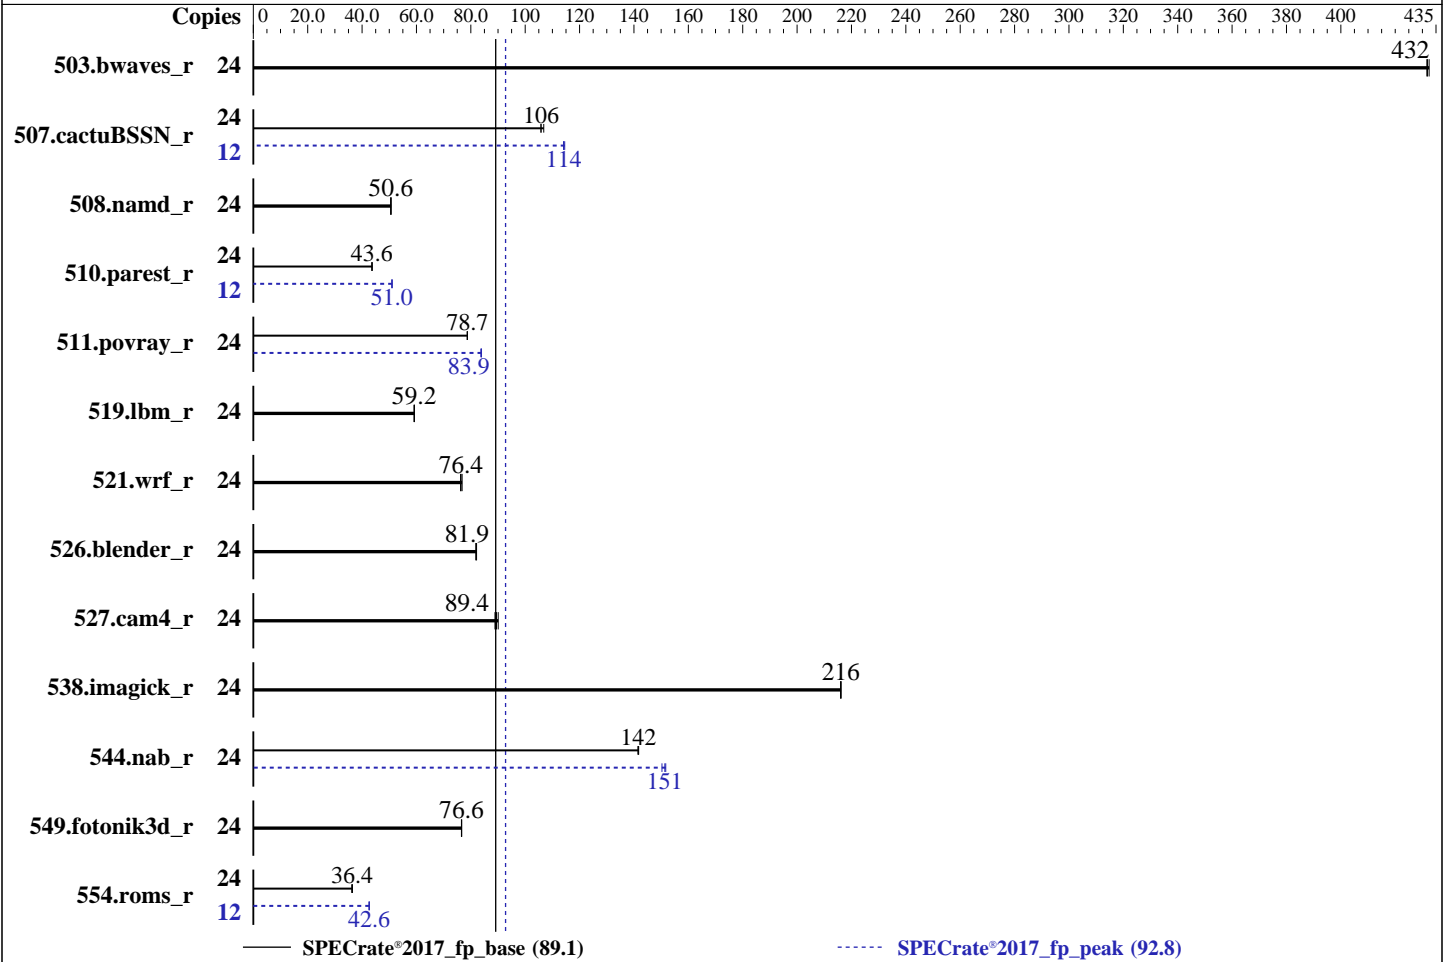 Copies 0 20.0 40.0 60.0 80.0 100 120 140 160 180 200 220 240 260 280 300 320 340 360 380 400 435
503.bwaves_r 24 432
507.cactuBSSN_r 24 106
12 114
508.namd_r 24 50.6
510.parest_r 24 43.6
12 51.0
511.povray_r 24 78.7
83.9
519.lbm_r 24 59.2
521.wrf_r 24 76.4
526.blender_r 24 81.9
527.cam4_r 24 89.4
538.imagick_r 24 216
544.nab_r 24 142
151
549.fotonik3d_r 24 76.6
554.roms_r 24 36.4
12 42.6
SPECrate®2017_fp_base (89.1) SPECrate®2017_fp_peak (92.8)